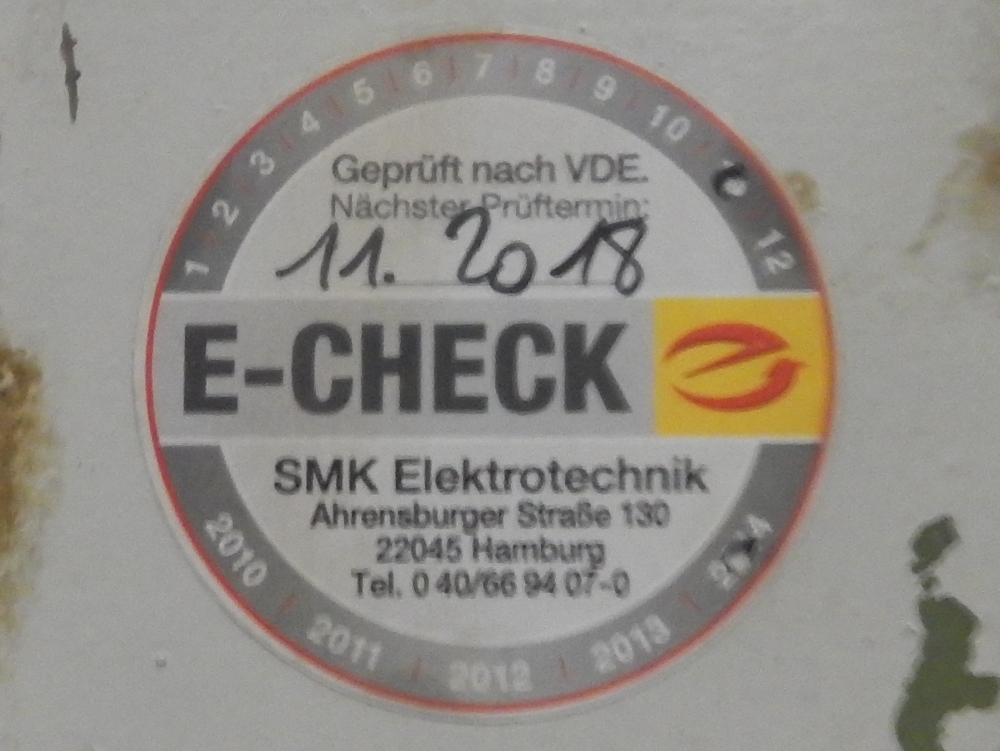 1 2 3 4 5 6 7 8 9 10 12
Geprüft nach VDE.
Nächster Prüftermin:
11. 2018
E-CHECK
SMK Elektrotechnik
Ahrensburger Straße 130
22045 Hamburg
Tel. 0 40/66 94 07-0
2010 2011 2012 2013 2014